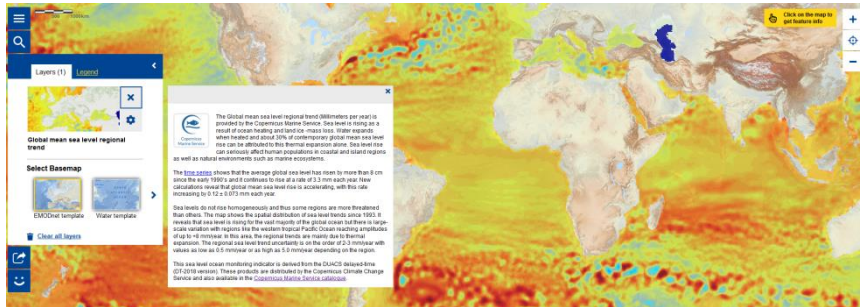 Click on the map to
get feature info
Layers (1) Legend
Global mean sea level regional
trend
Select Basemap
EMODnet template Water template
Clear all layers
Copernicus
Marine Service
The Global mean sea level regional trend (Millimeters per year) is
provided by the Copernicus Marine Service. Sea level is rising as a
result of ocean heating and land ice -mass loss. Water expands
when heated and about 30% of contemporary global mean sea level
rise can be attributed to this thermal expansion alone. Sea level rise
can seriously affect human populations in coastal and island regions
as well as natural environments such as marine ecosystems.
The time series shows that the average global sea level has risen by more than 8 cm
since the early 1990's and it continues to rise at a rate of 3.3 mm each year. New
calculations reveal that global mean sea level rise is accelerating, with this rate
increasing by 0.12 ± 0.073 mm each year.
Sea levels do not rise homogeneously and thus some regions are more threatened
than others. The map shows the spatial distribution of sea level trends since 1993. It
reveals that sea level is rising for the vast majority of the global ocean but there is large-
scale variation with regions like the western tropical Pacific Ocean reaching amplitudes
of up to +8 mm/year In this area, the regional trends are mainly due to thermal
expansion. The regional sea level trend uncertainty is on the order of 2-3 mm/year with
values as low as 0.5 mm/year or as high as 5.0 mm/year depending on the region.
This sea level ocean monitoring indicator is derived from the DUACS delayed-time
(DT-2018 version). These products are distributed by the Copernicus Climate Change
Service and also available in the Copernicus Marine Service catalogue.